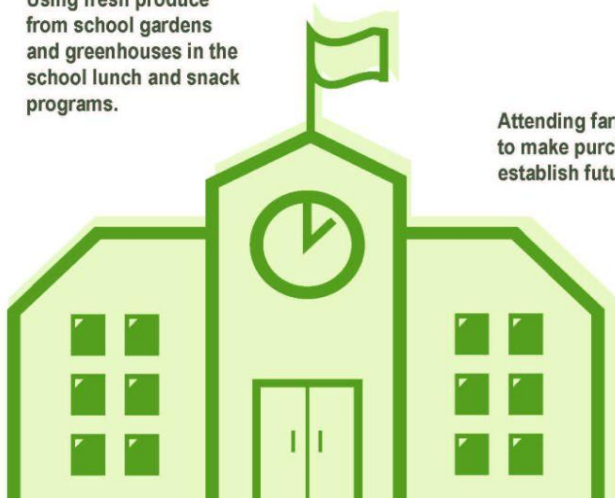 Using fresh produce
from school gardens
and greenhouses in the
school lunch and snack
programs.
Attending
to make
establish